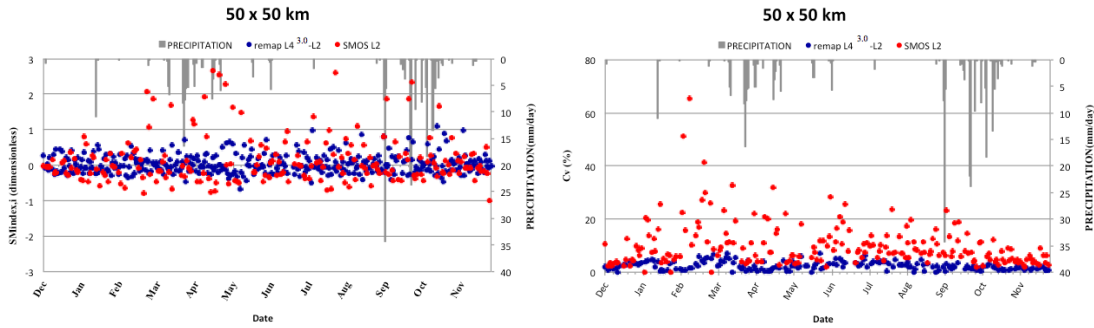 50 x 50 km
PRECIPITATION remap L4 3.0 -L2 SMOS L2
3
2
1
0
-1
-2
-3
SMindex,i (dimensionless)
0
5
10
15
20
25
30
35
40
PRECIPITATION(mm/day)
Dec Jan Feb Mar Apr May Jun Jul Aug Sep Oct Nov
Date
50 x 50 km
PRECIPITATION remap L4 3.0 -L2 SMOS L2
80
60
40
20
0
Cv (%)
0
5
10
15
20
25
30
35
40
PRECIPITATION(mm/day)
Dec Jan Feb Mar Apr May Jun Jul Aug Sep Oct Nov
Date